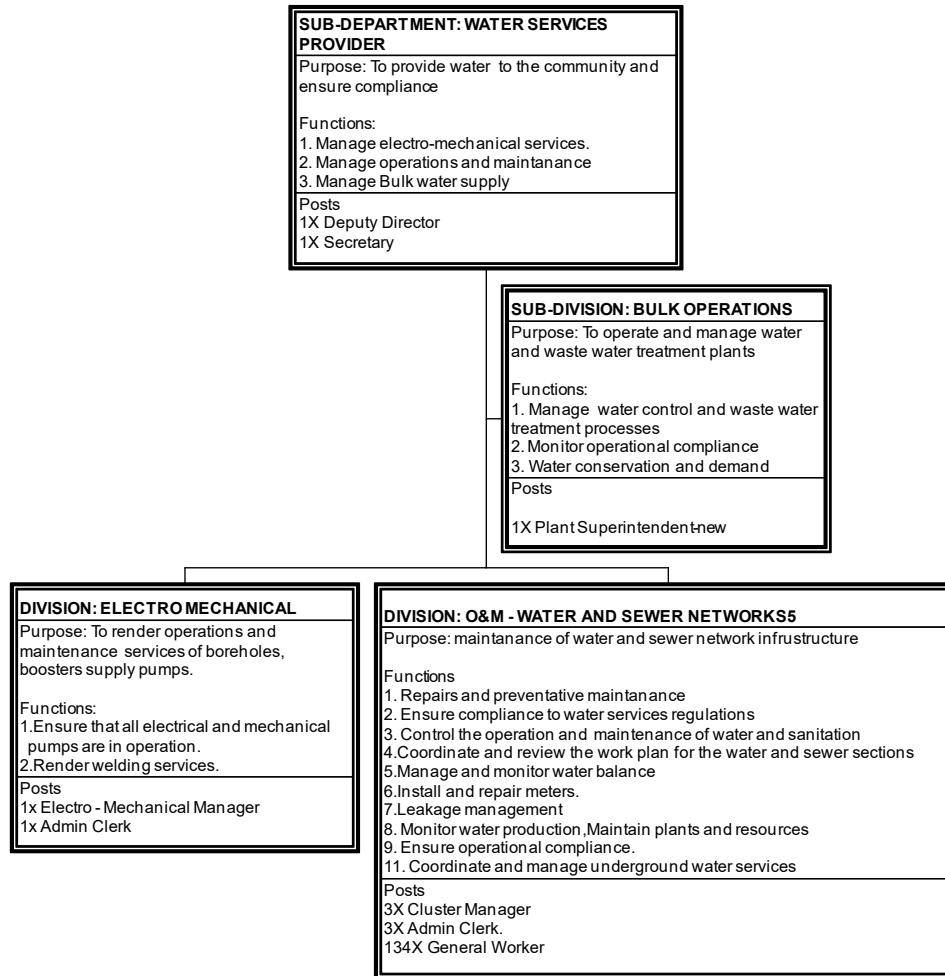 SUB-DEPARTMENT: WATER SERVICES
PROVIDER
Purpose: To provide water to the community and
ensure compliance
Functions:
1. Manage electro-mechanical services.
2. Manage operations and maintanance
3. Manage Bulk water supply
Posts
1X Deputy Director
1X Secretary
SUB-DIVISION: BULK OPERATIONS
Purpose: To operate and manage water
and waste water treatment plants
Functions:
1. Manage water control and waste water
treatment processes
2. Monitor operational compliance
3. Water conservation and demand
Posts
1X Plant Superintendent-new
DIVISION: ELECTRO MECHANICAL
Purpose: To render operations and
maintenance services of boreholes,
boosters supply pumps.
Functions:
1.Ensure that all electrical and mechanical
pumps are in operation.
2.Render welding services.
Posts
1x Electro - Mechanical Manager
1x Admin Clerk
DIVISION: O&M - WATER AND SEWER NETWORKS5
Purpose: maintanance of water and sewer network infrustructure
Functions
1. Repairs and preventative maintanance
2. Ensure compliance to water services regulations
3. Control the operation and maintenance of water and sanitation
4.Coordinate and review the work plan for the water and sewer sections
5.Manage and monitor water balance
6.Install and repair meters.
7.Leakage management
8. Monitor water production,Maintain plants and resources
9. Ensure operational compliance.
11. Coordinate and manage underground water services
Posts
3X Cluster Manager
3X Admin Clerk.
134X General Worker